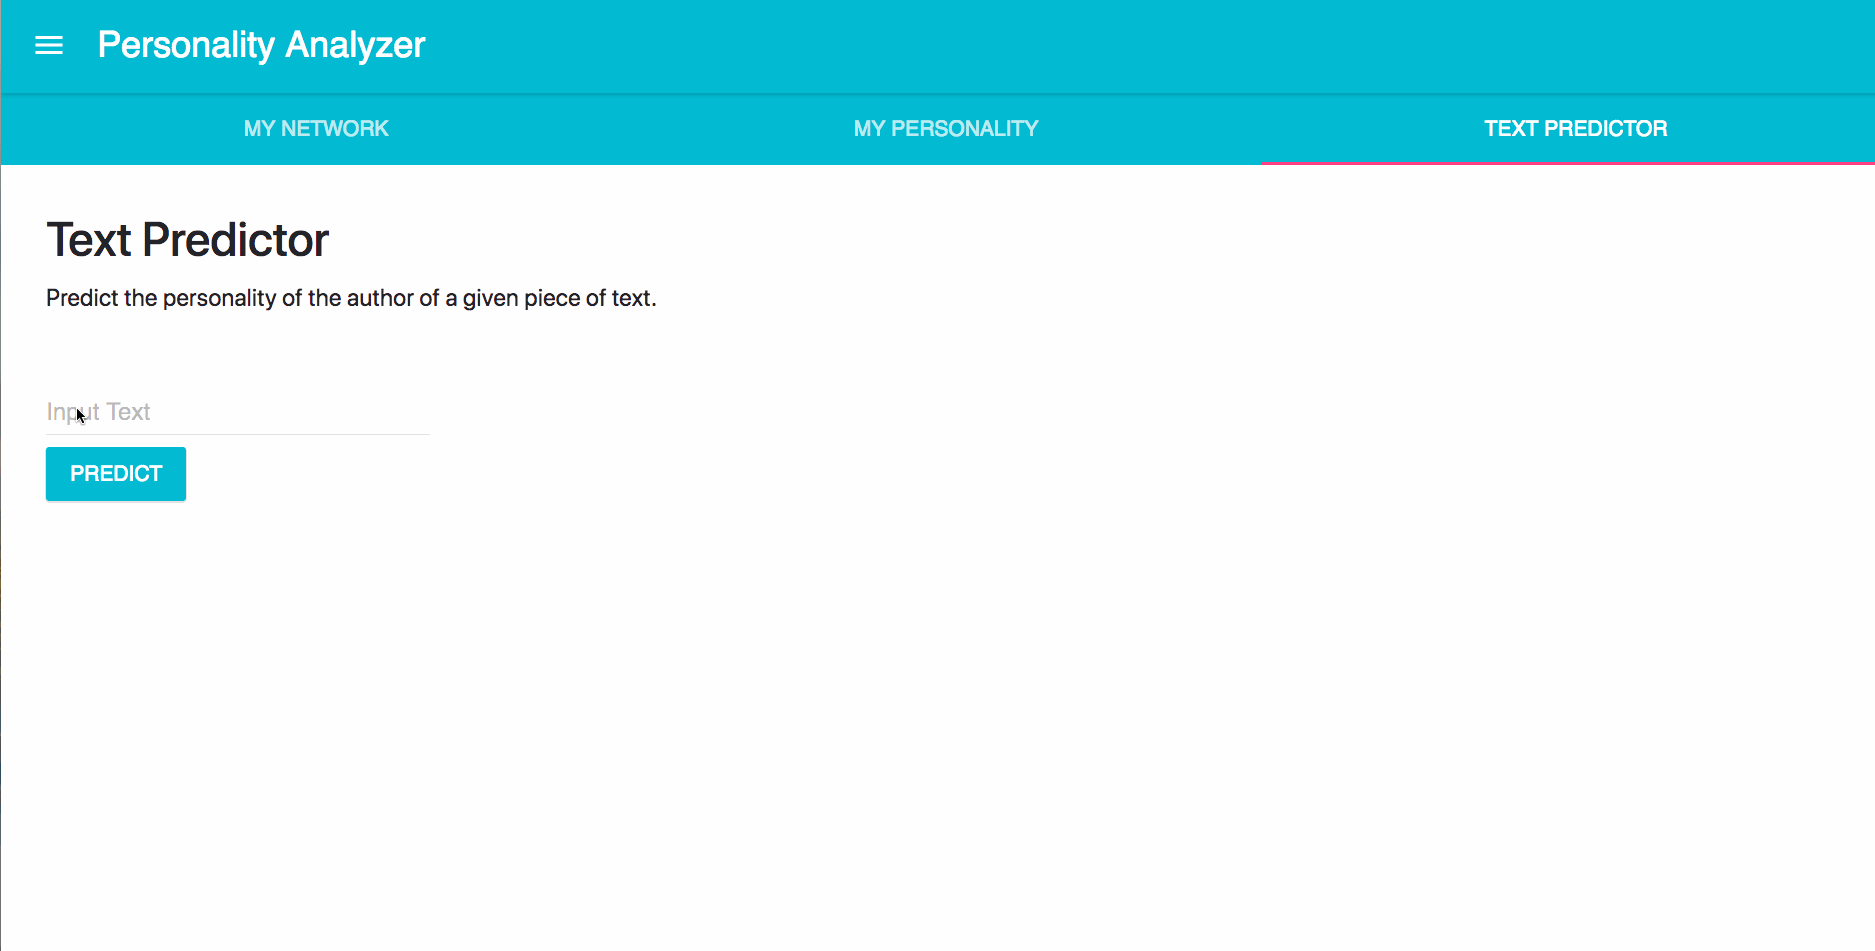 Personality Analyzer
MY NETWORK
MY PERSONALITY
TEXT PREDICTOR
Text Predictor
Predict the personality of the author of a given piece of text.
Input Text
PREDICT